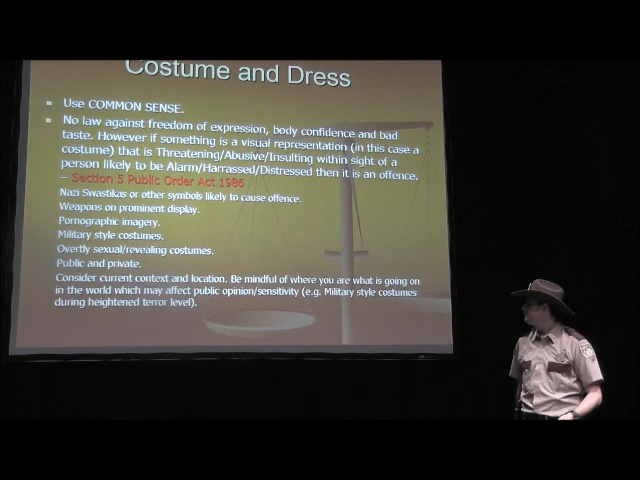 Costume and Dress
Use COMMON SENSE.
No law against freedom of expression, body confidence and bad
taste. However if something is a visual representation (in this case a
costume) that is Threatening/Abusive/Insulting within sight of a
person likely to be Alarm/Harrassed/Distressed then it is an offence.
– Section 5 Public Order Act 1986
Nazi Swastikas or other symbols likely to cause offence.
Weapons on prominent display.
Pornographic imagery.
Military style costumes.
Overtly sexual/revealing costumes.
Public and private.
Consider current context and location. Be mindful of where you are what is going on
in the world which may affect public opinion/sensitivity (e.g. Military style costumes
during heightened terror level).